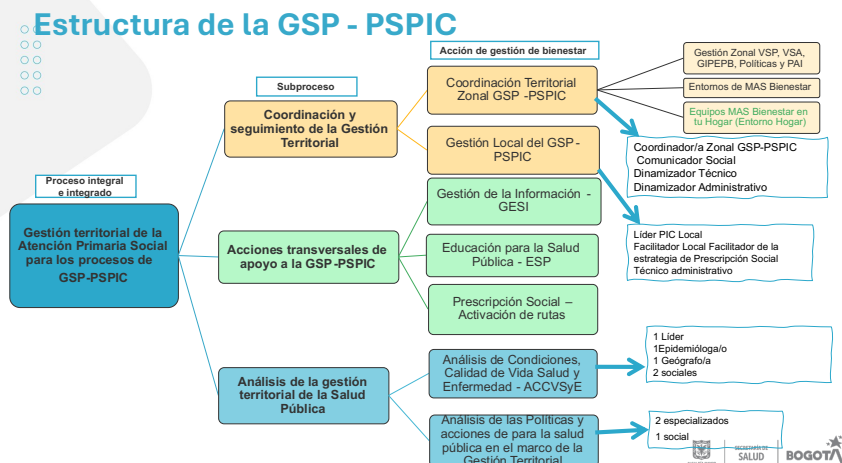 Estructura de la GSP - PSPIC
Acción de gestión de bienestar
Subproceso
Proceso integral
e integrado
Gestión territorial de la
Atención Primaria Social
para los procesos de
GSP-PSPIC
Coordinación y
seguimiento de la Gestión
Territorial
Coordinación Territorial
Zonal GSP -PSPIC
Gestión Zonal VSP, VSA,
GIPEPB, Políticas y PAI
Entornos de MAS Bienestar
Equipos MAS Bienestar en
tu Hogar (Entorno Hogar)
Coordinador/a Zonal GSP-PSPIC
Comunicador Social
Dinamizador Técnico
Dinamizador Administrativo
Gestión Local del GSP -
PSPIC
Líder PIC Local
Facilitador Local Facilitador de la
estrategia de Prescripción Social
Técnico administrativo
Acciones transversales de
apoyo a la GSP -PSPIC
Gestión de la Información -
GESI
Educación para la Salud
Pública - ESP
Prescripción Social –
Activación de rutas
Análisis de la gestión
territorial de la Salud
Pública
Análisis de Condiciones,
Calidad de Vida Salud y
Enfermedad - ACCVSyE
1 Líder
1Epidemióloga/o
1 Geógrafo/a
2 sociales
Análisis de las Políticas y
acciones de para la salud
pública en el marco de la
Gestión Territorial
2 especializados
1 social
SECRETARÍA DE
SALUD
BOGOTÁ